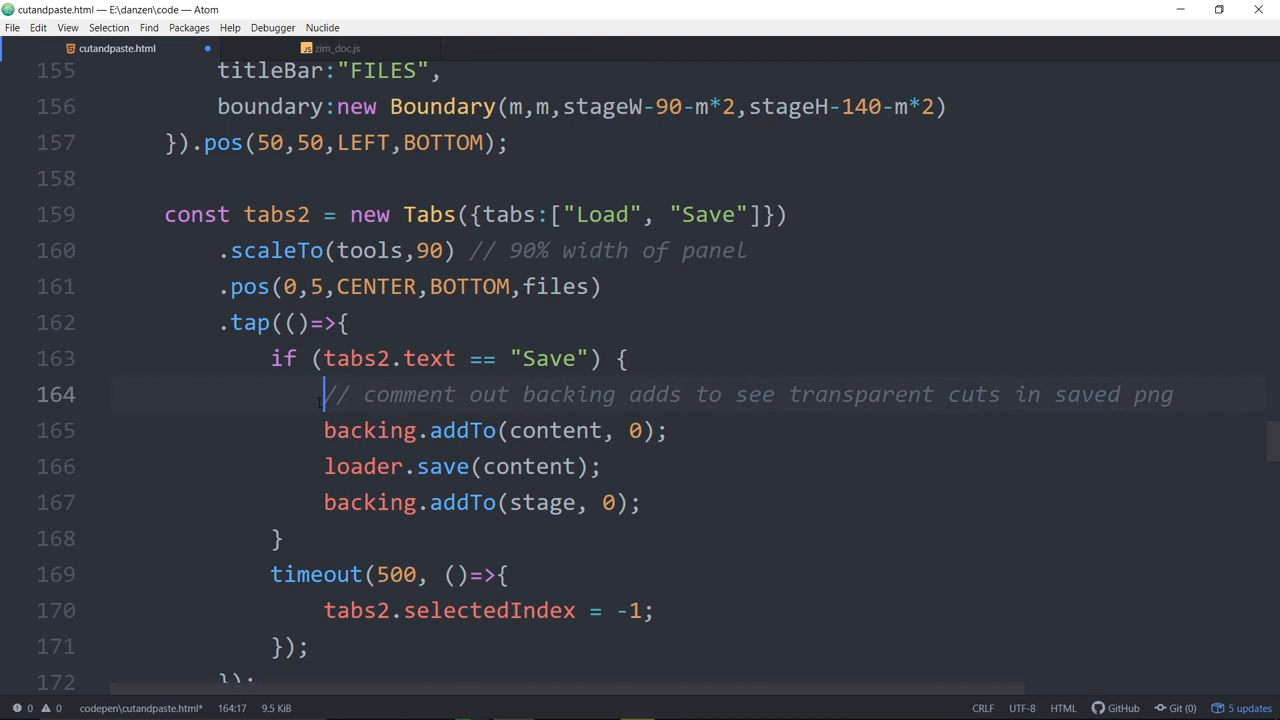 cutandpaste.html — E:\danzen\code — Atom
File Edit View Selection Find Packages Help Debugger Nuclide
cutandpaste.html zim_doc.js
155 titleBar:"FILES",
156 boundary:new Boundary(m,m,stageW-90-m*2,stageH-140-m*2)
157 }).pos(50,50,LEFT,BOTTOM);
158
159 const tabs2 = new Tabs({tabs:["Load", "Save"]})
160 .scaleTo(tools,90) // 90% width of panel
161 .pos(0,5,CENTER,BOTTOM,files)
162 .tap(()=>{
163 if (tabs2.text == "Save") {
164 // comment out backing adds to see transparent cuts in saved png
165 backing.addTo(content, 0);
166 loader.save(content);
167 backing.addTo(stage, 0);
168 }
169 timeout(500, ()=>{
170 tabs2.selectedIndex = -1;
171 });
172 });
0 0 codepen\cutandpaste.html* 164:17 9.5 KiB CRLF UTF-8 HTML GitHub Git (0) 5 updates